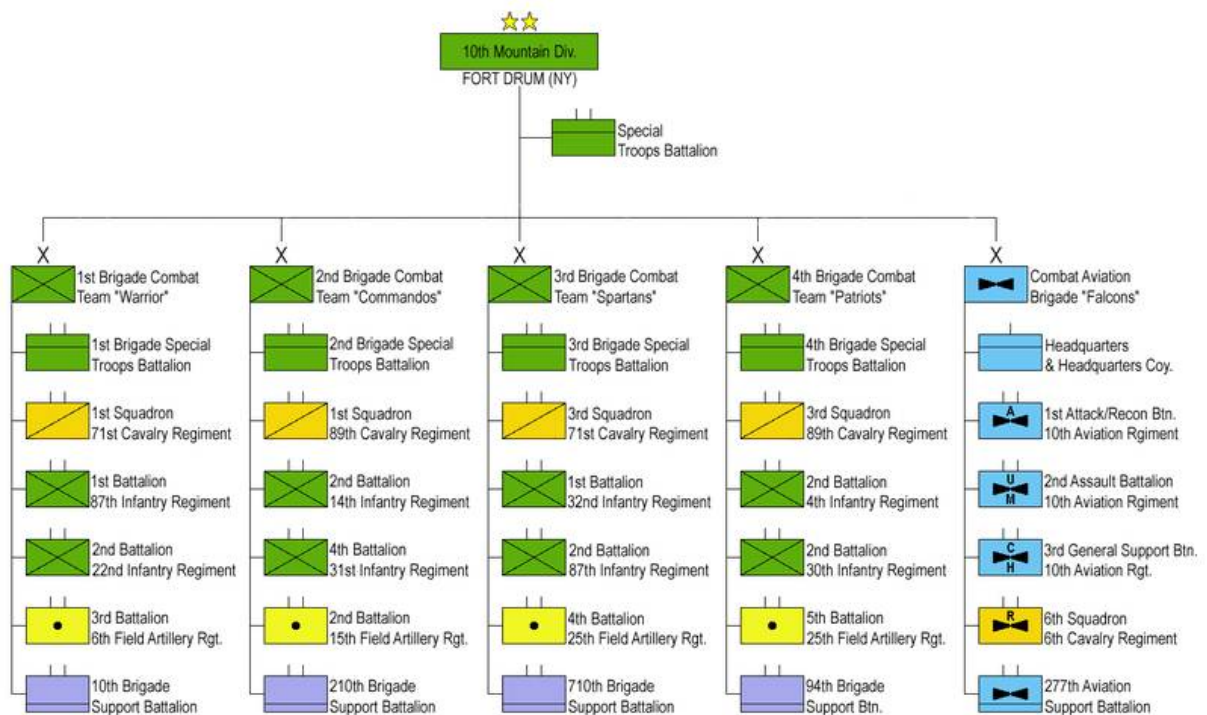 10th Mountain Div.
FORT DRUM (NY)
Special
Troops Battalion
X
1st Brigade Combat
Team "Warrior"
1st Brigade Special
Troops Battalion
1st Squadron
71st Cavalry Regiment
1st Battalion
87th Infantry Regiment
2nd Battalion
22nd Infantry Regiment
3rd Battalion
6th Field Artillery Rgt.
10th Brigade
Support Battalion
X
2nd Brigade Combat
Team "Commandos"
2nd Brigade Special
Troops Battalion
1st Squadron
89th Cavalry Regiment
2nd Battalion
14th Infantry Regiment
4th Battalion
31st Infantry Regiment
2nd Battalion
15th Field Artillery Rgt.
210th Brigade
Support Battalion
X
3rd Brigade Combat
Team "Spartans"
3rd Brigade Special
Troops Battalion
3rd Squadron
71st Cavalry Regiment
1st Battalion
32nd Infantry Regiment
2nd Battalion
87th Infantry Regiment
4th Battalion
25th Field Artillery Rgt.
710th Brigade
Support Battalion
X
4th Brigade Combat
Team "Patriots"
4th Brigade Special
Troops Battalion
3rd Squadron
89th Cavalry Regiment
2nd Battalion
4th Infantry Regiment
2nd Battalion
30th Infantry Regiment
5th Battalion
25th Field Artillery Rgt.
94th Brigade
Support Btn.
X
Combat Aviation
Brigade "Falcons"
Headquarters
& Headquarters Coy.
A
1st Attack/Recon Btn.
10th Aviation Rgiment
U
M
2nd Assault Battalion
10th Aviation Rgiment
C
H
3rd General Support Btn.
10th Aviation Rgt.
R
6th Squadron
6th Cavalry Regiment
277th Aviation
Support Battalion